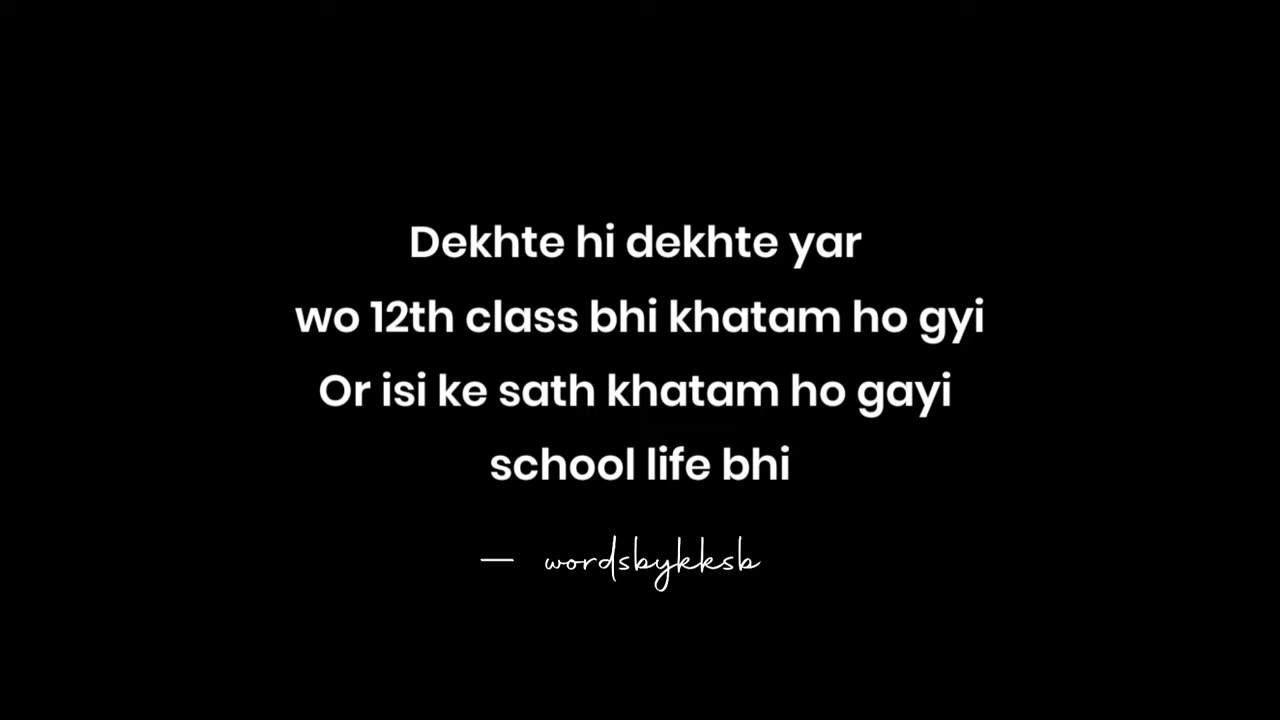 Dekhte hi dekhte yar
wo 12th class bhi khatam ho gyi
Or isi ke sath khatam ho gayi
school life bhi
— wordsbykksb